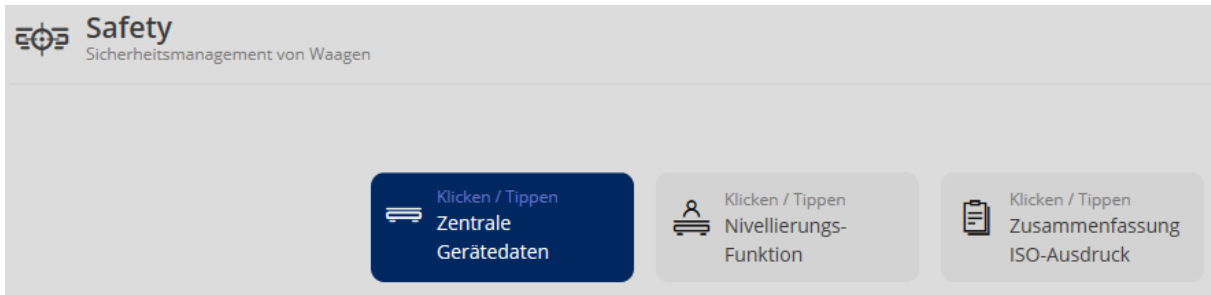 Safety
Sicherheitsmanagement von Waagen
Klicken / Tippen
Zentrale
Gerätedaten
Klicken / Tippen
Nivellierungs-
Funktion
Klicken / Tippen
Zusammenfassung
ISO-Ausdruck